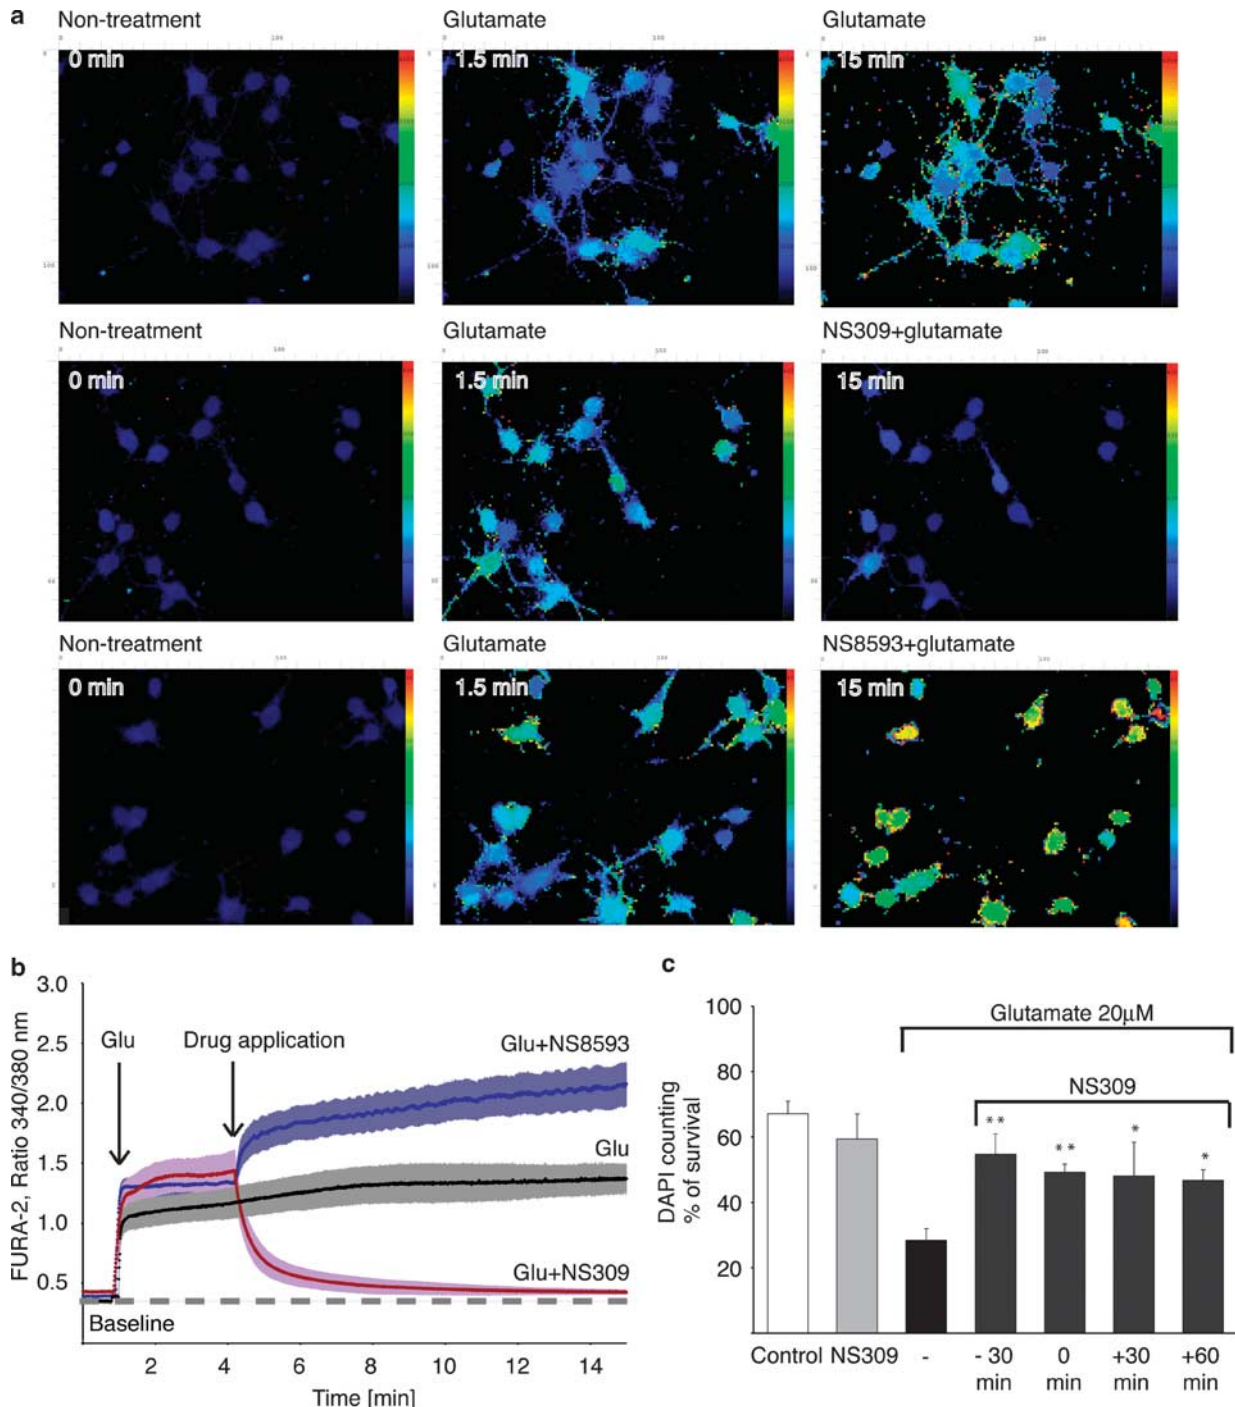 a
Non-treatment
Glutamate
Glutamate
0 min
1.5 min
15 min
Non-treatment
Glutamate
NS309+glutamate
0 min
1.5 min
15 min
Non-treatment
Glutamate
NS8593+glutamate
0 min
1.5 min
15 min
b
FURA-2, Ratio 340/380 nm
3.0
2.5
2.0
1.5
1.0
0.5
Glu
Drug application
Glu+NS8593
Glu
Glu+NS309
Baseline
2 4 6 8 10 12 14
Time [min]
c
DAPI counting
% of survival
100
80
60
40
20
Glutamate 20μM
NS309
** ** * *
Control NS309 - - 30 min 0 min +30 min +60 min